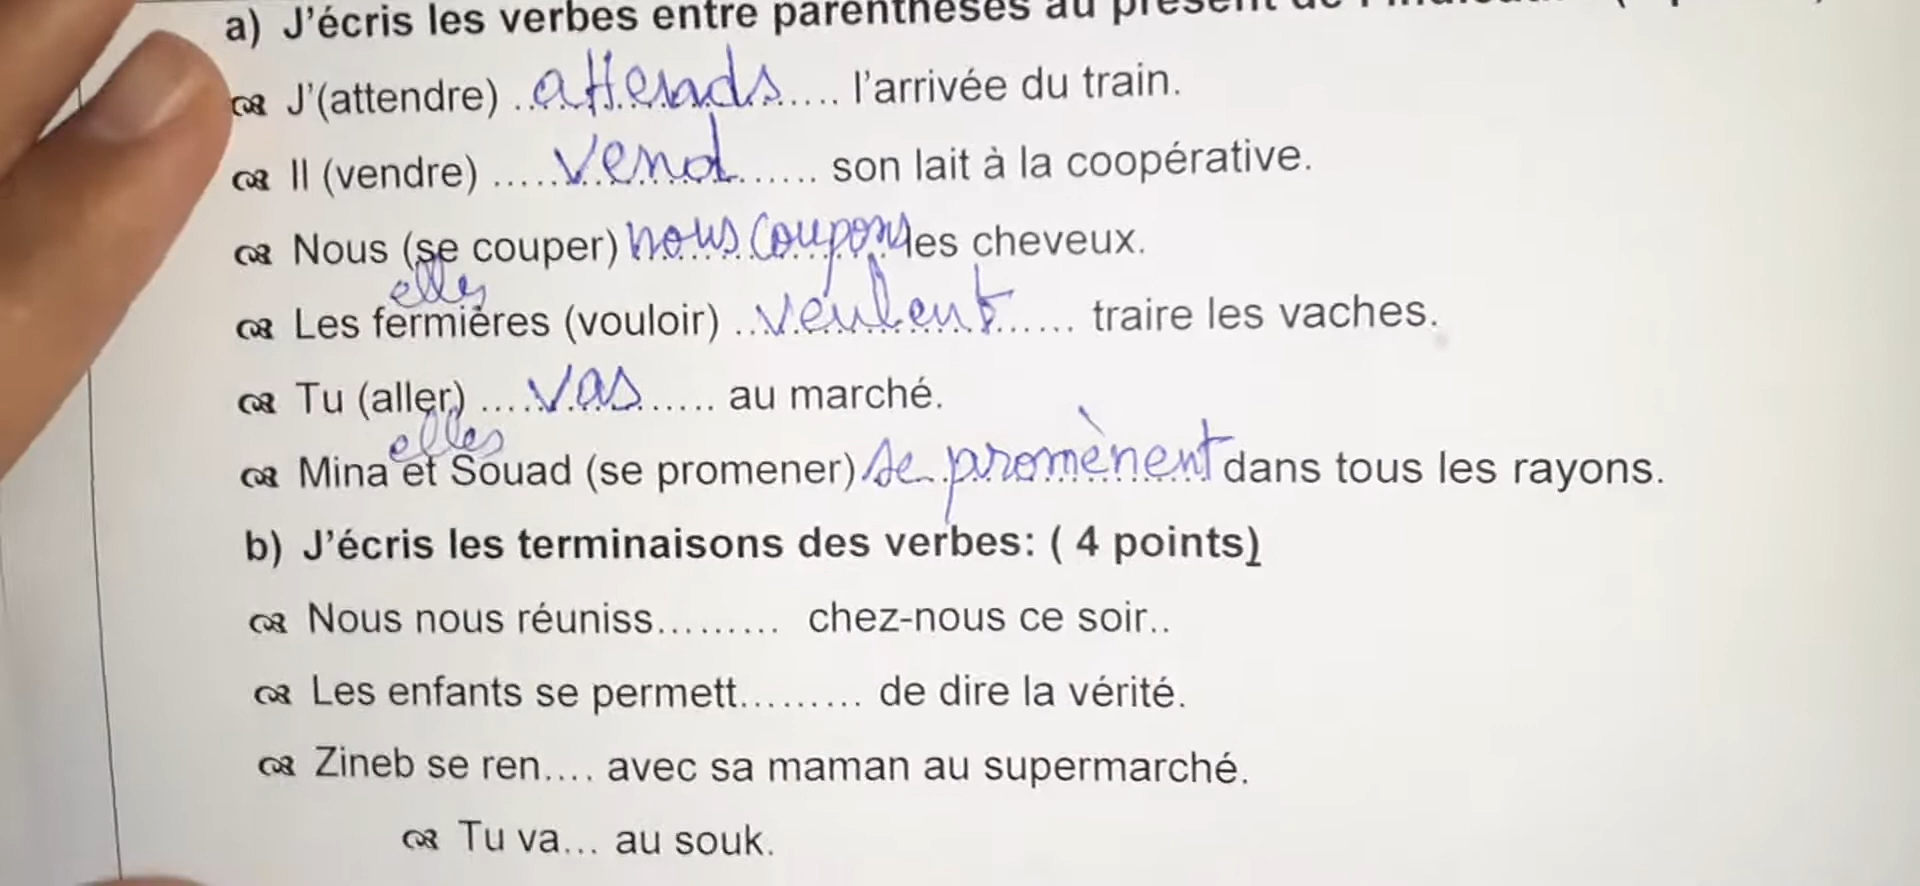 a) J'écris les verbes entre parenthèses au présent de l'
J'(attendre) ..attends..... l'arrivée du train.
Il (vendre) .....vend...... son lait à la coopérative.
Nous (se couper) nous coupons les cheveux.
elles
Les fermières (vouloir) ..veulent...... traire les vaches.
Tu (aller) ....vas...... au marché.
elles
Mina et Souad (se promener) se promènent dans tous les rayons.
b) J'écris les terminaisons des verbes: ( 4 points)
Nous nous réuniss......... chez-nous ce soir..
Les enfants se permett......... de dire la vérité.
Zineb se ren.... avec sa maman au supermarché.
Tu va... au souk.